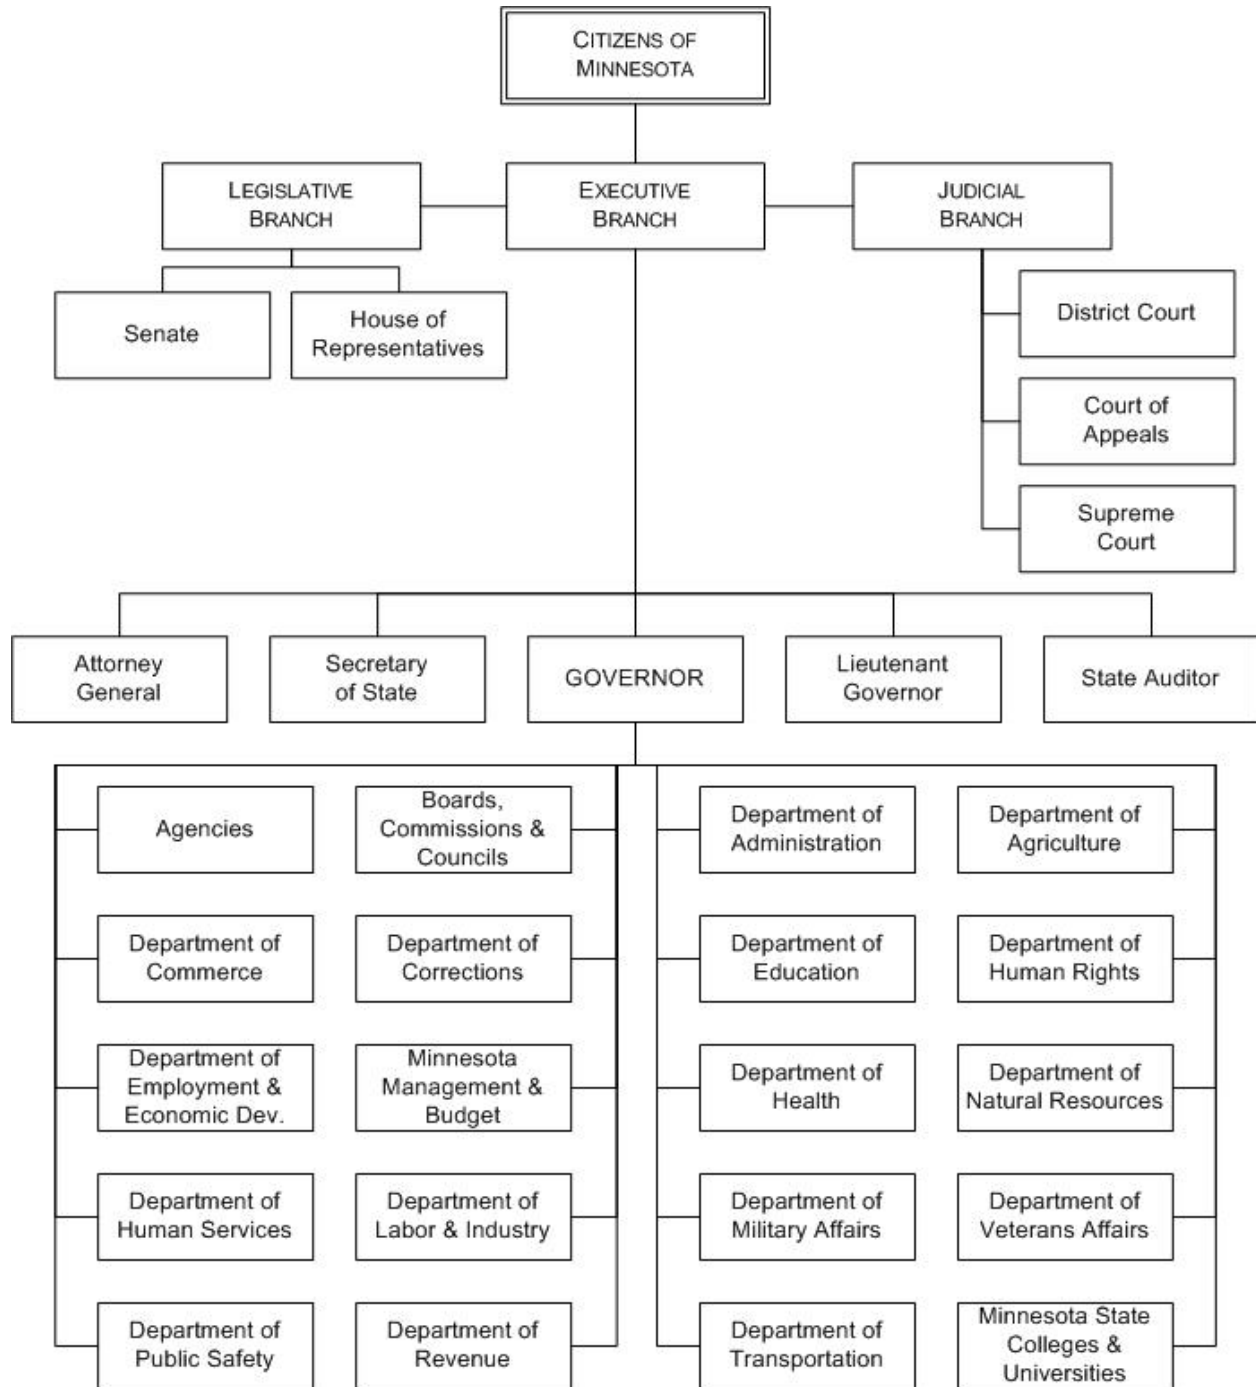 CITIZENS OF
MINNESOTA
LEGISLATIVE
BRANCH
EXECUTIVE
BRANCH
JUDICIAL
BRANCH
Senate
House of
Representatives
District Court
Court of
Appeals
Supreme
Court
Attorney
General
Secretary
of State
GOVERNOR
Lieutenant
Governor
State Auditor
Agencies
Boards,
Commissions &
Councils
Department of
Administration
Department of
Agriculture
Department of
Commerce
Department of
Corrections
Department of
Education
Department of
Human Rights
Department of
Employment &
Economic Dev.
Minnesota
Management &
Budget
Department of
Health
Department of
Natural Resources
Department of
Human Services
Department of
Labor & Industry
Department of
Military Affairs
Department of
Veterans Affairs
Department of
Public Safety
Department of
Revenue
Department of
Transportation
Minnesota State
Colleges &
Universities